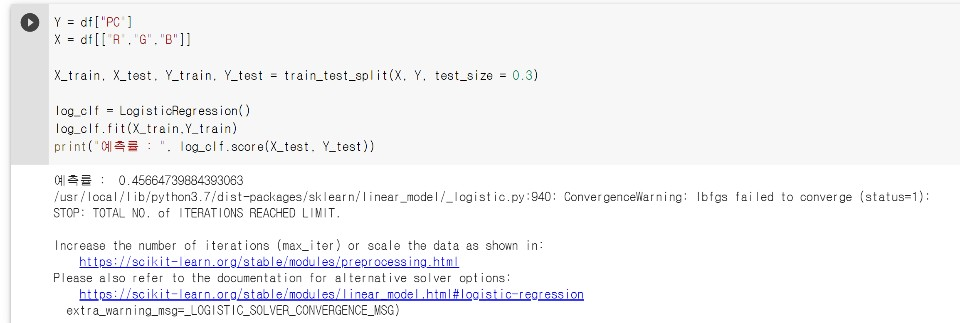 Y = df["PC"]
X = df[["R","G","B"]]
X_train, X_test, Y_train, Y_test = train_test_split(X, Y, test_size = 0.3)
log_clf = LogisticRegression()
log_clf.fit(X_train,Y_train)
print("예측률 : ", log_clf.score(X_test, Y_test))
예측률 :  0.45664739884393063
/usr/local/lib/python3.7/dist-packages/sklearn/linear_model/_logistic.py:940: ConvergenceWarning: lbfgs failed to converge (status=1):
STOP: TOTAL NO. of ITERATIONS REACHED LIMIT.
Increase the number of iterations (max_iter) or scale the data as shown in:
https://scikit-learn.org/stable/modules/preprocessing.html
Please also refer to the documentation for alternative solver options:
https://scikit-learn.org/stable/modules/linear_model.html#logistic-regression
extra_warning_msg=_LOGISTIC_SOLVER_CONVERGENCE_MSG)